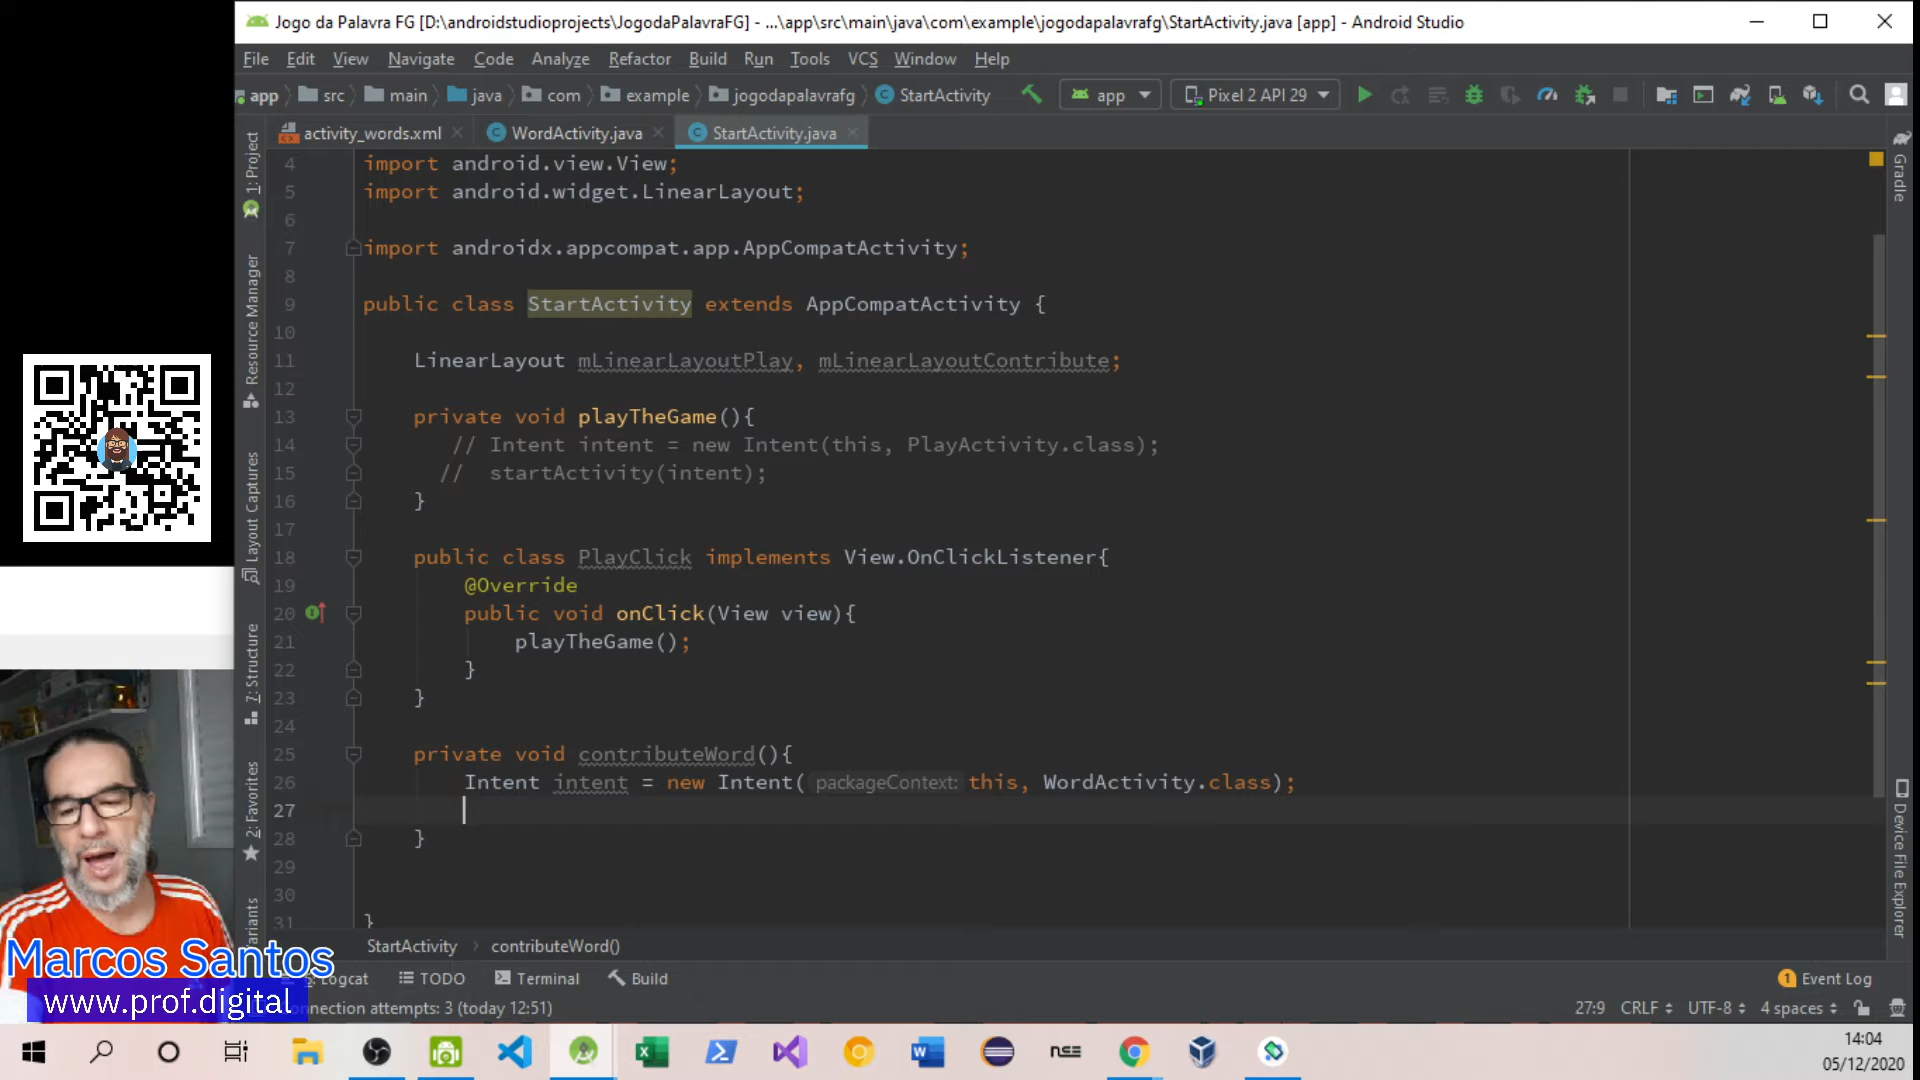 Jogo da Palavra FG [D:\androidstudioprojects\JogodaPalavraFG] - ...\app\src\main\java\com\example\jogodapalavrafg\StartActivity.java [app] - Android Studio
File Edit View Navigate Code Analyze Refactor Build Run Tools VCS Window Help
app src main java com example jogodapalavrafg StartActivity app Pixel 2 API 29
activity_words.xml WordActivity.java StartActivity.java
1: Project
Resource Manager
Layout Captures
7: Structure
2: Favorites
Gradle
Device File Explorer
4 import android.view.View;
5 import android.widget.LinearLayout;
6
7 import androidx.appcompat.app.AppCompatActivity;
8
9 public class StartActivity extends AppCompatActivity {
10
11 LinearLayout mLinearLayoutPlay, mLinearLayoutContribute;
12
13 private void playTheGame(){
14 // Intent intent = new Intent(this, PlayActivity.class);
15 // startActivity(intent);
16 }
17
18 public class PlayClick implements View.OnClickListener{
19 @Override
20 public void onClick(View view){
21 playTheGame();
22 }
23 }
24
25 private void contributeWord(){
26 Intent intent = new Intent( packageContext: this, WordActivity.class);
27
28 }
29
30
31 }
StartActivity contributeWord()
Logcat TODO Terminal Build 1 Event Log
connection attempts: 3 (today 12:51) 27:9 CRLF UTF-8 4 spaces
Marcos Santos
www.prof.digital
14:04
05/12/2020